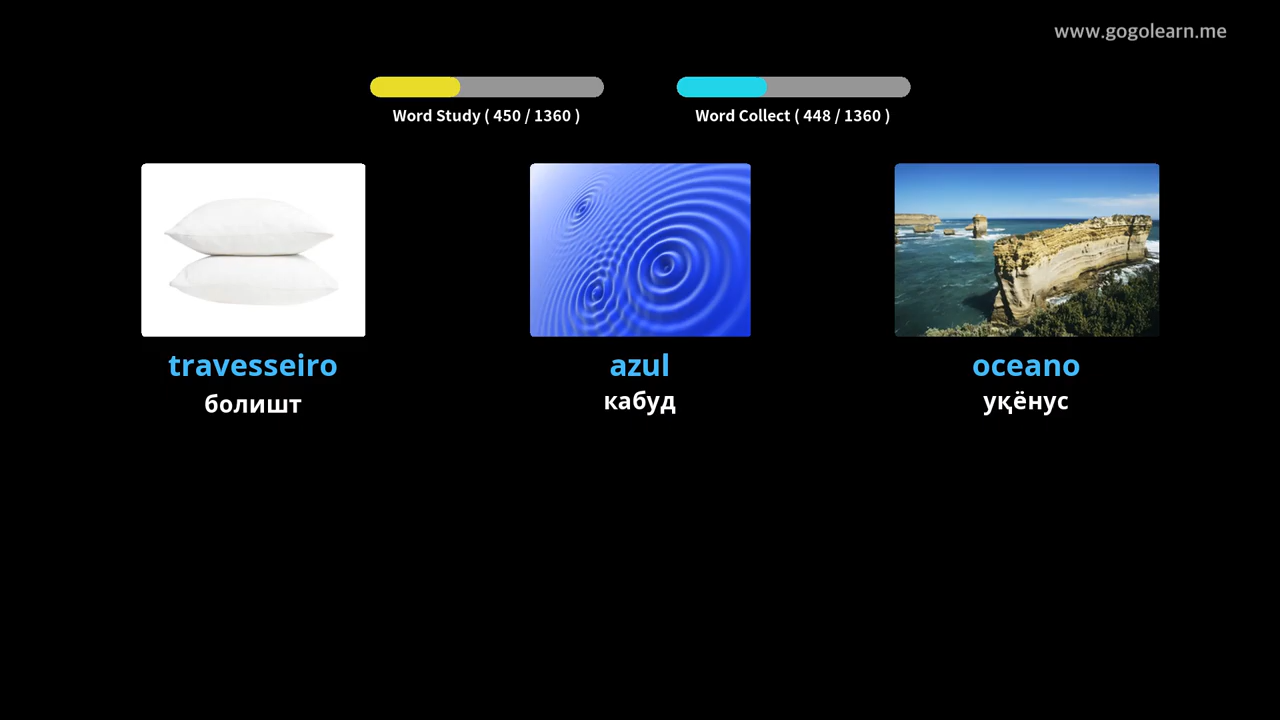 www.gogolearn.me
Word Study ( 450 / 1360 )
Word Collect ( 448 / 1360 )
travesseiro
болишт
azul
кабуд
oceano
уқёнус